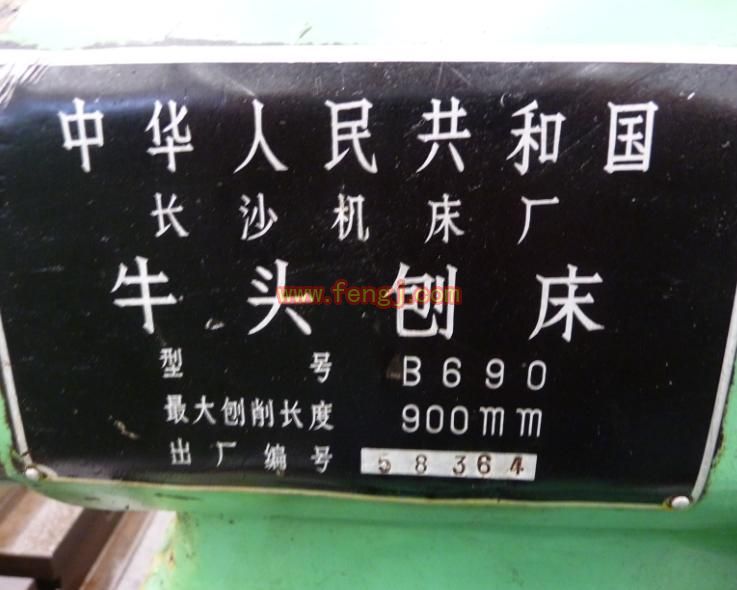 中华人民共和国
长沙机床厂
牛头刨床
www.fengj.com
型号 B690
最大刨削长度 900mm
出厂编号 58364